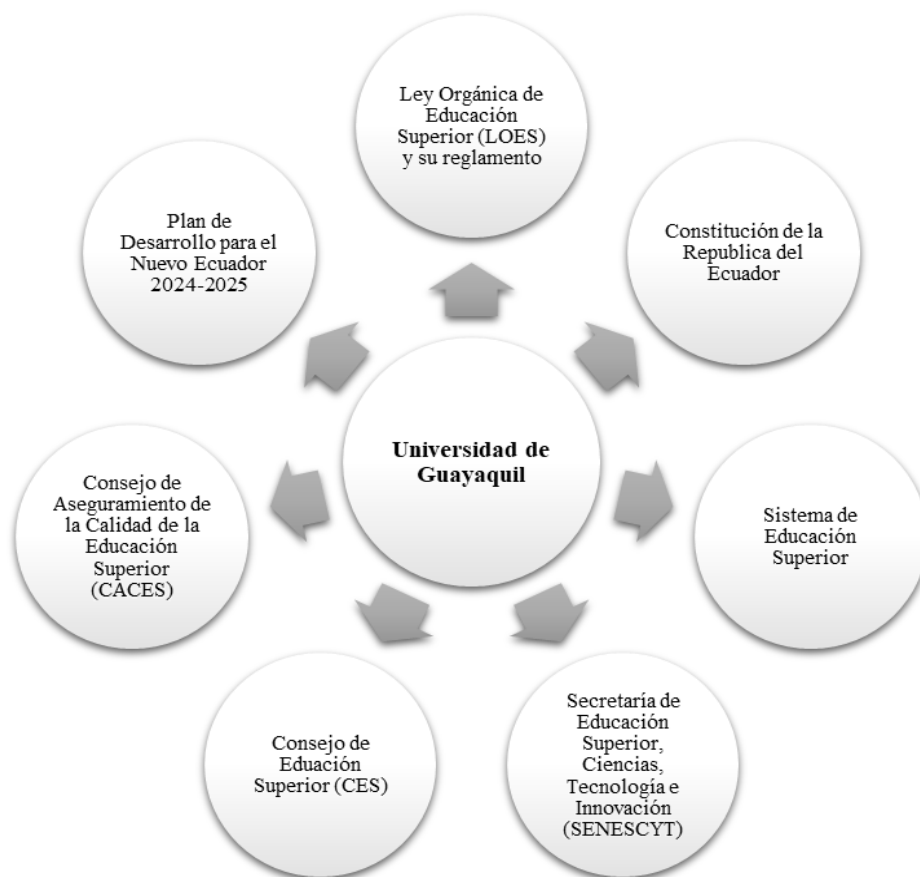 Ley Orgánica de
Educación
Superior (LOES)
y su reglamento
Constitución de la
Republica del
Ecuador
Sistema de
Educación
Superior
Secretaría de
Educación
Superior,
Ciencias,
Tecnología e
Innovación
(SENESCYT)
Consejo de
Eduación
Superior (CES)
Consejo de
Aseguramiento de
la Calidad de la
Educación
Superior
(CACES)
Plan de
Desarrollo para el
Nuevo Ecuador
2024-2025
Universidad de
Guayaquil